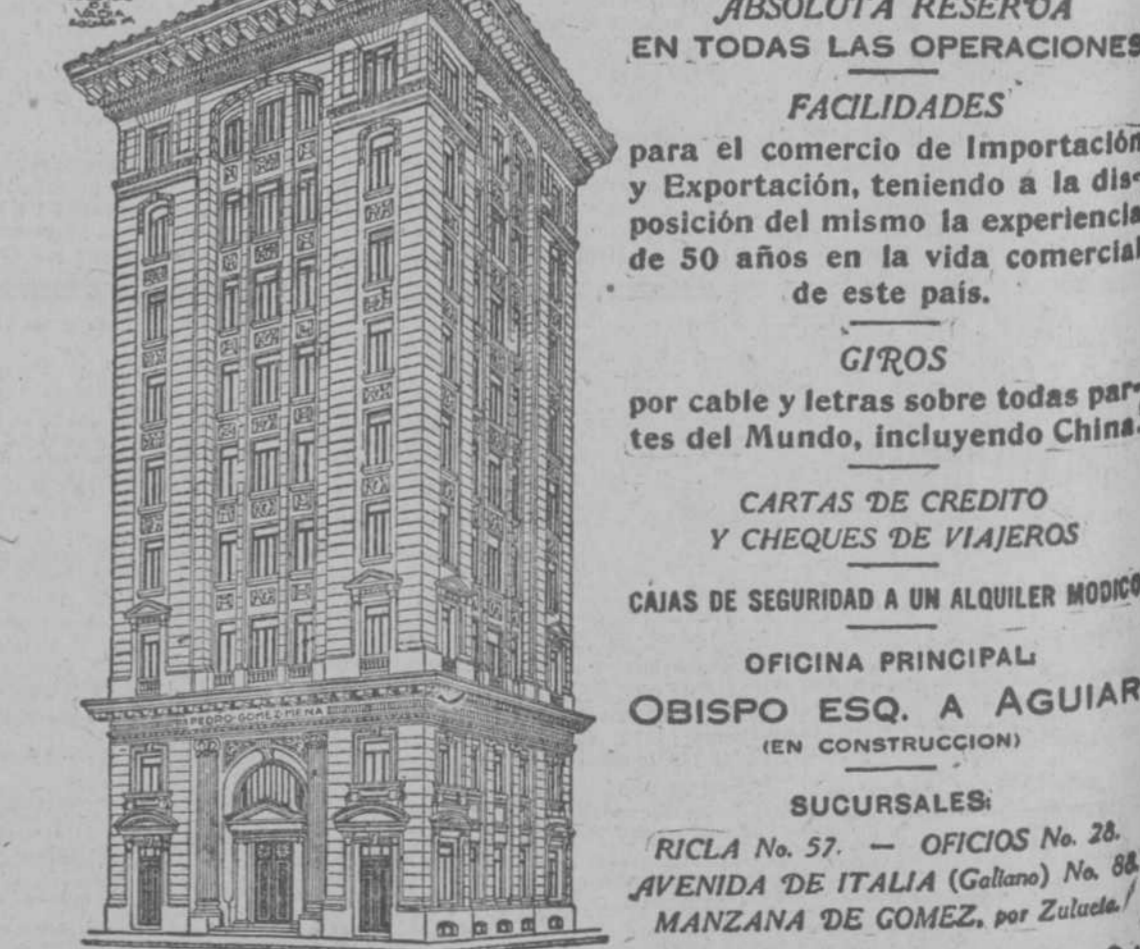 DE
ABSOLUTA RESERVA
EN TODAS LAS OPERACIONES
FACILIDADES
para el comercio de Importación
y Exportación, teniendo á la dis-
posición del mismo la experiencia
de 50 años en la vida comercial
de este país.
GIROS
por cable y letras sobre todas par-
tes del Mundo, incluyendo China.
CARTAS DE CREDITO
Y CHEQUES DE VIAJEROS
CAJAS DE SEGURIDAD A UN ALQUILER MODICO
OFICINA PRINCIPAL:
OBISPO ESQ. A AGUIAR
(EN CONSTRUCCION)
SUCURSALES:
RICLA No. 57. — OFICIOS No. 28.
AVENIDA DE ITALIA (Galiano) No. 88.
MANZANA DE GOMEZ, por Zulueta.
PEDRO GOMEZ MENA